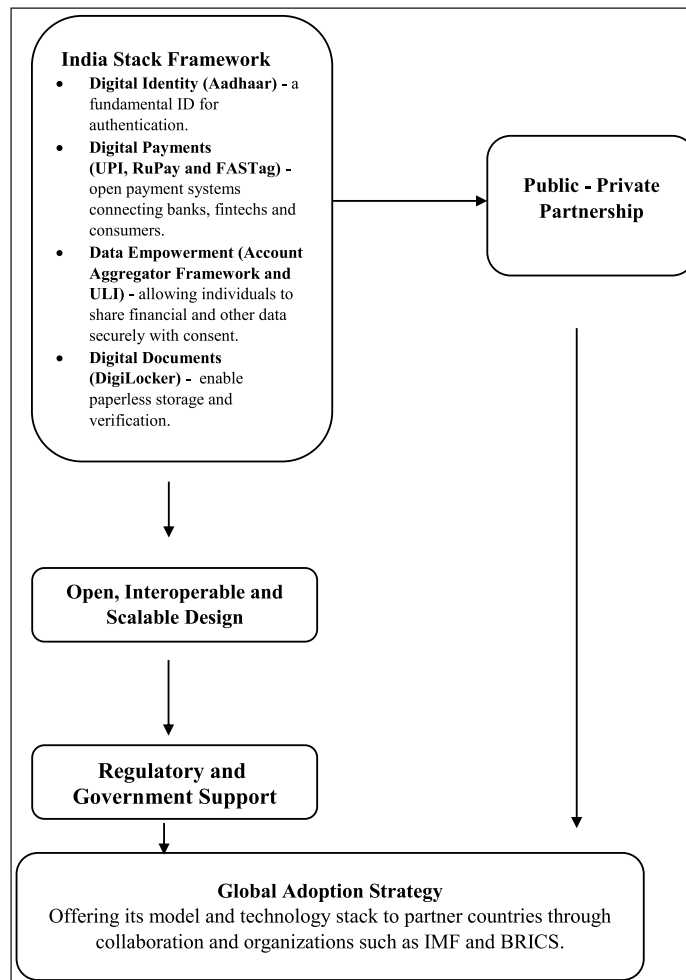 India Stack Framework
• Digital Identity (Aadhaar) - a
fundamental ID for
authentication.
• Digital Payments
(UPI, RuPay and FASTag) -
open payment systems
connecting banks, fintechs and
consumers.
• Data Empowerment (Account
Aggregator Framework and
ULI) - allowing individuals to
share financial and other data
securely with consent.
• Digital Documents
(DigiLocker) - enable
paperless storage and
verification.
Public - Private
Partnership
Open, Interoperable and
Scalable Design
Regulatory and
Government Support
Global Adoption Strategy
Offering its model and technology stack to partner countries through
collaboration and organizations such as IMF and BRICS.